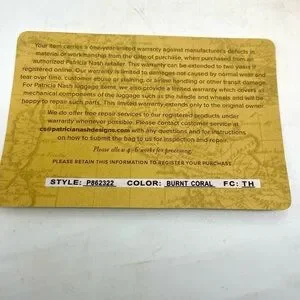 Your item carries a one-year limited warranty against manufacturer's defects in
material or workmanship from the date of purchase, when purchased from an
authorized Patricia Nash retailer. This warranty can be extended to two years if
registered online. Our warranty is limited to damages not caused by normal wear and
tear over time, customer abuse or staining, or airline handling or other transit damage.
On Patricia Nash luggage items, we also provide a limited warranty which covers all
mechanical components of the luggage such as the handle and wheels and will be
happy to repair such parts. This limited warranty extends only to the original owner.
We do offer free repair services to our registered products under
warranty whenever possible. Please contact customer service at
cs@patricianashdesigns.com with any questions and for instructions
on how to submit the bag to us for inspection and repair.
Please allow 4-6 weeks for processing.
PLEASE RETAIN THIS INFORMATION TO REGISTER YOUR PURCHASE
STYLE: P862322 COLOR: BURNT CORAL FC: TH